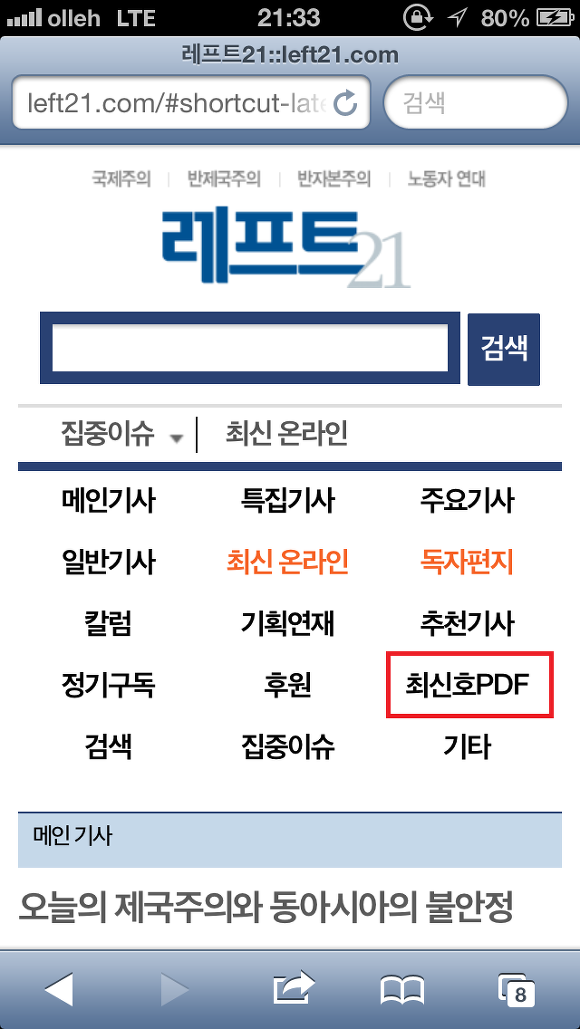 olleh LTE 21:33 80%
레프트21::left21.com
left21.com/#shortcut-late 검색
국제주의 | 반제국주의 | 반자본주의 | 노동자 연대
레프트21
검색
집중이슈 최신 온라인
메인기사 특집기사 주요기사
일반기사 최신 온라인 독자편지
칼럼 기획연재 추천기사
정기구독 후원 최신호PDF
검색 집중이슈 기타
메인 기사
오늘의 제국주의와 동아시아의 불안정
8